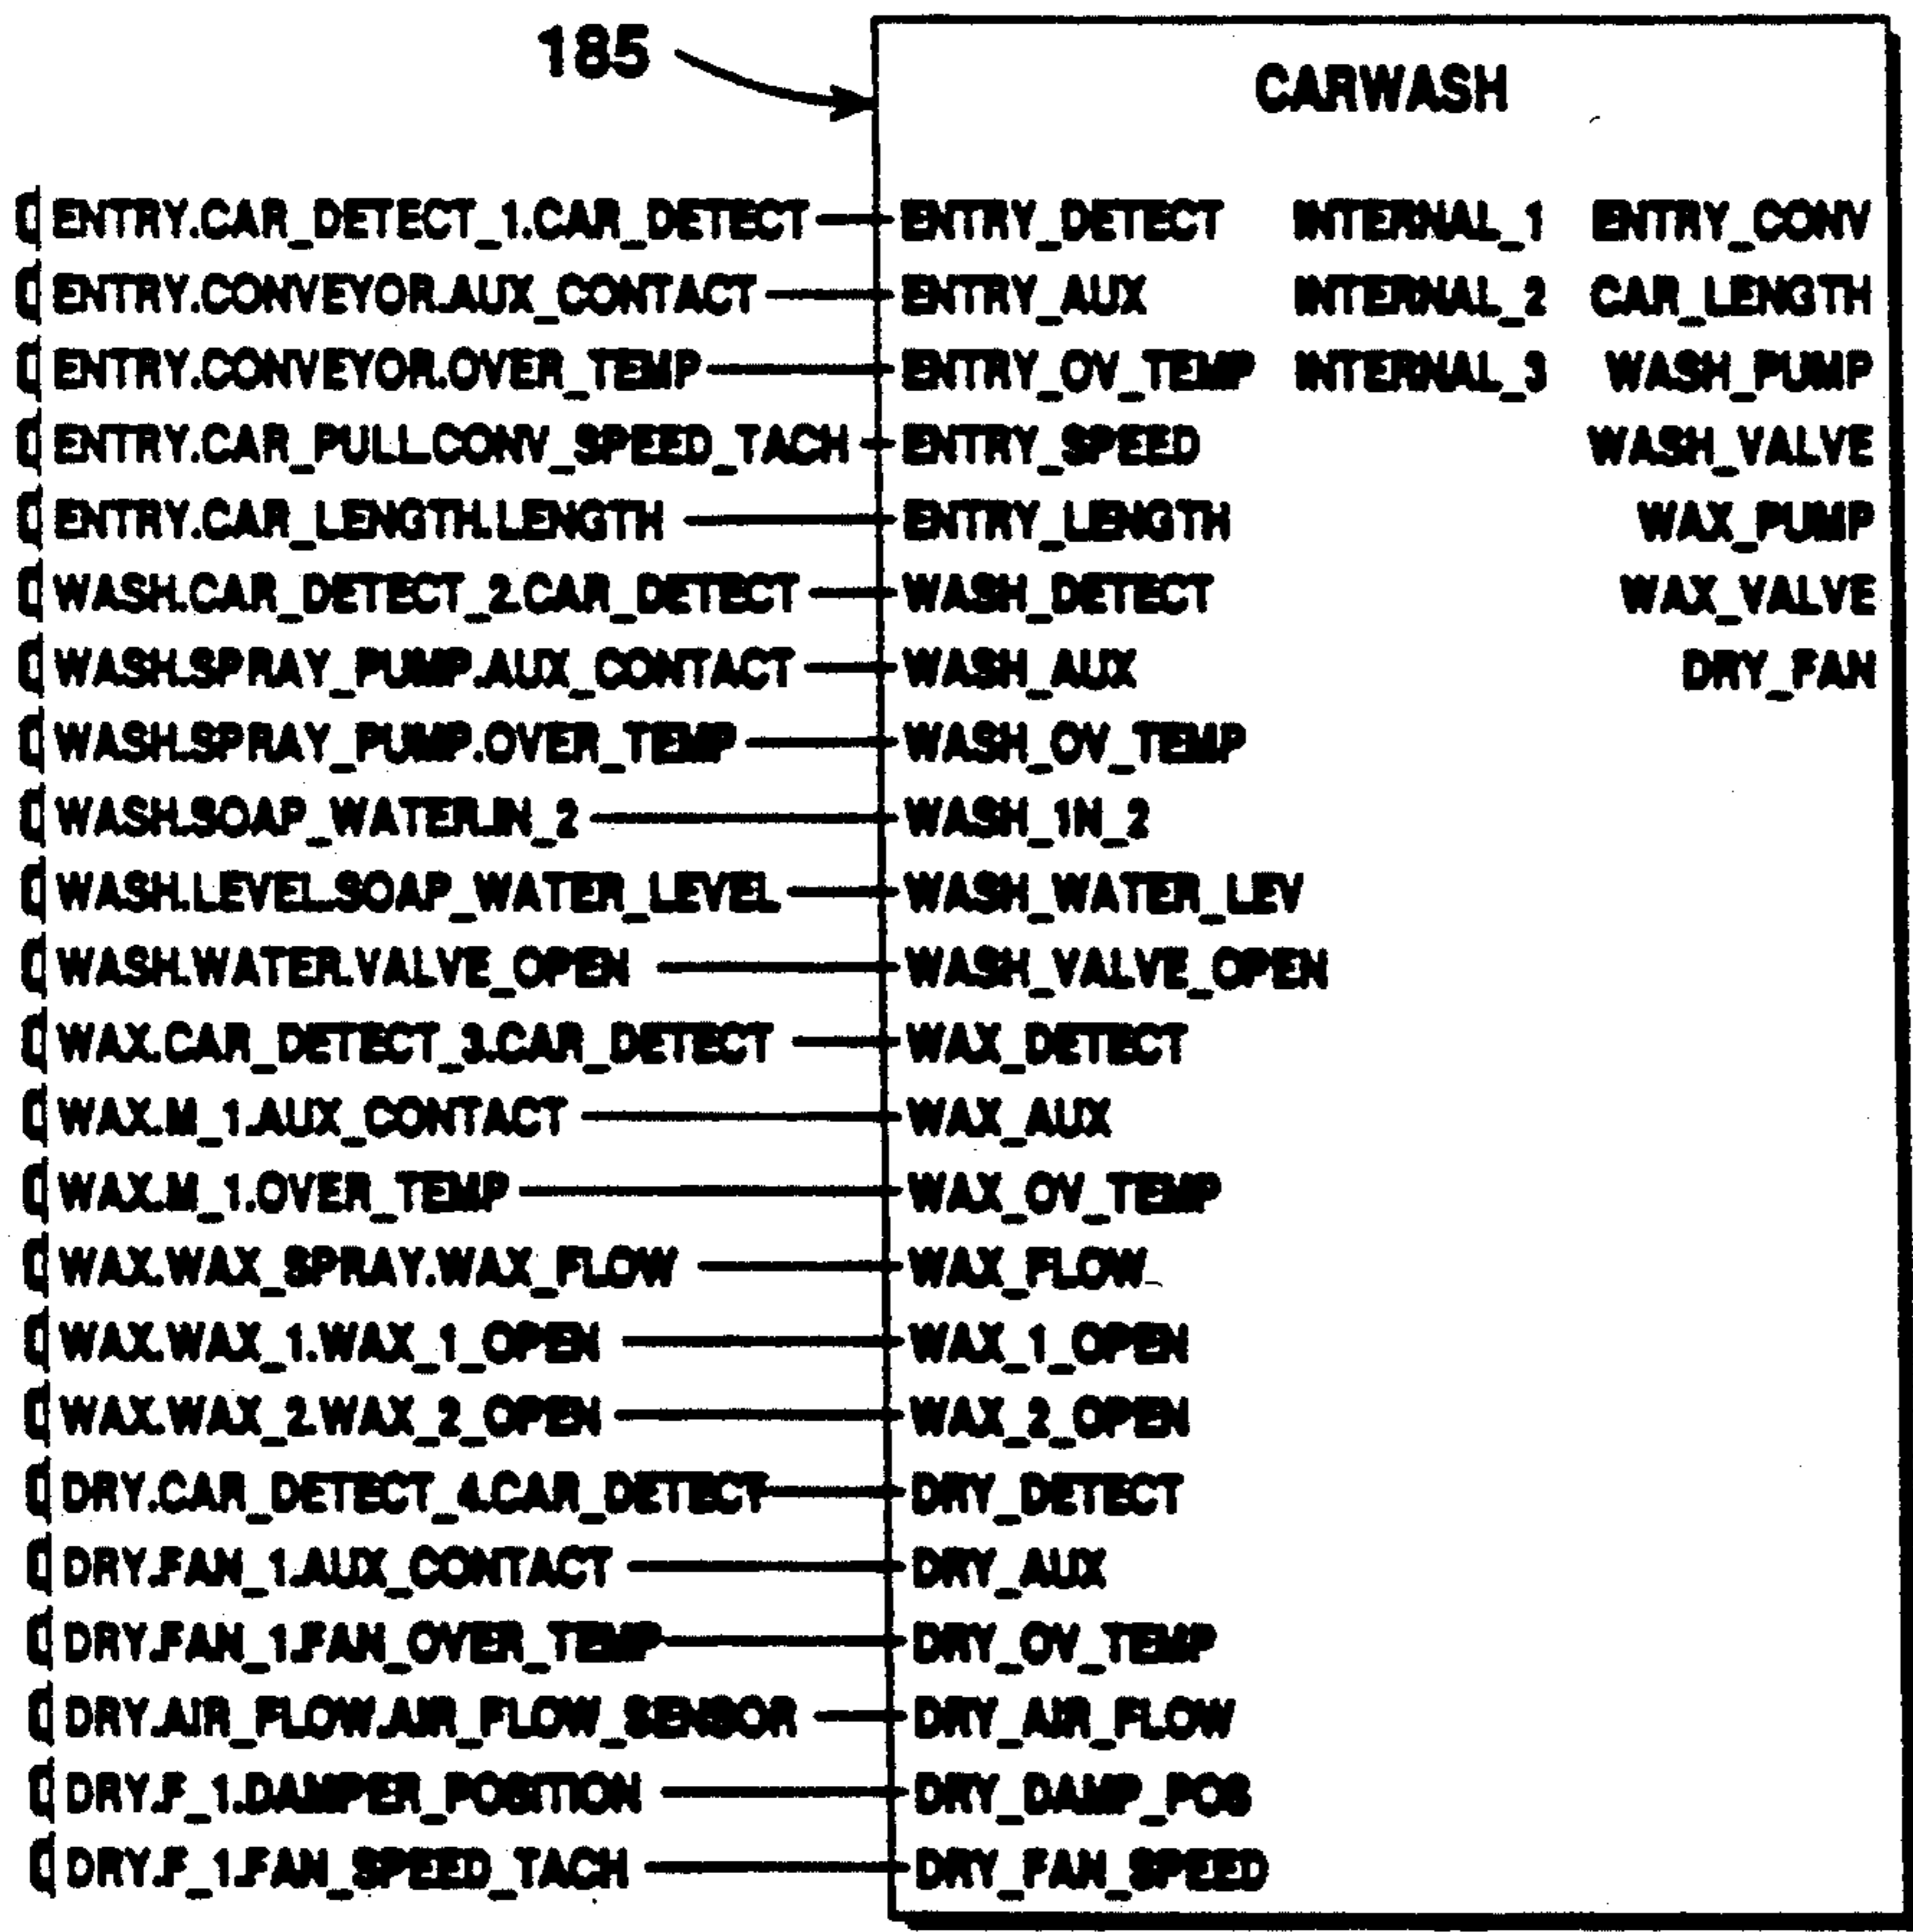 185
CARWASH
ENTRY.CAR_DETECT_1.CAR_DETECT ENTRY_DETECT INTERNAL_1 ENTRY_CONV
ENTRY.CONVEYOR.AUX_CONTACT ENTRY_AUX INTERNAL_2 CAR_LENGTH
ENTRY.CONVEYOR.OVER_TEMP ENTRY_OV_TEMP INTERNAL_3 WASH_PUMP
ENTRY.CAR_PULL.CONV_SPEED_TACH ENTRY_SPEED WASH_VALVE
ENTRY.CAR_LENGTH.LENGTH ENTRY_LENGTH WAX_PUMP
WASH.CAR_DETECT_2.CAR_DETECT WASH_DETECT WAX_VALVE
WASH.SPRAY_PUMP.AUX_CONTACT WASH_AUX DRY_FAN
WASH.SPRAY_PUMP.OVER_TEMP WASH_OV_TEMP
WASH.SOAP_WATER.IN_2 WASH_1N_2
WASH.LEVEL.SOAP_WATER_LEVEL WASH_WATER_LEV
WASH.WATER.VALVE_OPEN WASH_VALVE_OPEN
WAX.CAR_DETECT_3.CAR_DETECT WAX_DETECT
WAX.M_1.AUX_CONTACT WAX_AUX
WAX.M_1.OVER_TEMP WAX_OV_TEMP
WAX.WAX_SPRAY.WAX_FLOW WAX_FLOW
WAX.WAX_1.WAX_1_OPEN WAX_1_OPEN
WAX.WAX_2.WAX_2_OPEN WAX_2_OPEN
DRY.CAR_DETECT_4.CAR_DETECT DRY_DETECT
DRY.FAN_1.AUX_CONTACT DRY_AUX
DRY.FAN_1.FAN_OVER_TEMP DRY_OV_TEMP
DRY.AIR_FLOW.AIR_FLOW_SENSOR DRY_AIR_FLOW
DRY.F_1.DAMPER_POSITION DRY_DAMP_POS
DRY.F_1.FAN_SPEED_TACH DRY_FAN_SPEED